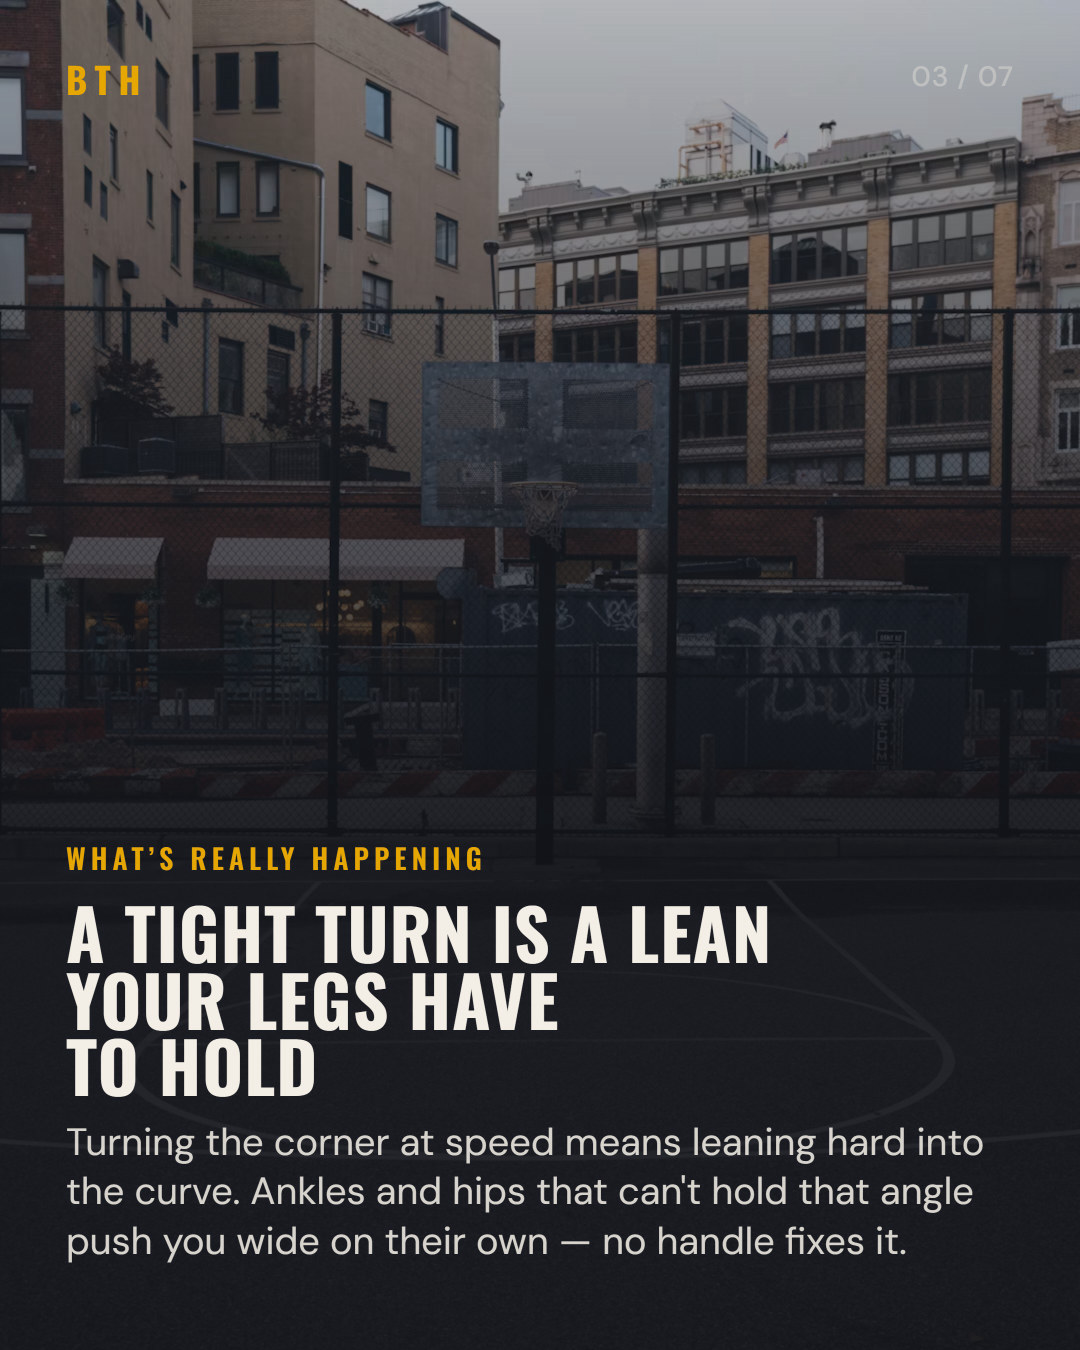 BTH
03 / 07
WHAT’S REALLY HAPPENING
A TIGHT TURN IS A LEAN
YOUR LEGS HAVE
TO HOLD
Turning the corner at speed means leaning hard into
the curve. Ankles and hips that can't hold that angle
push you wide on their own — no handle fixes it.